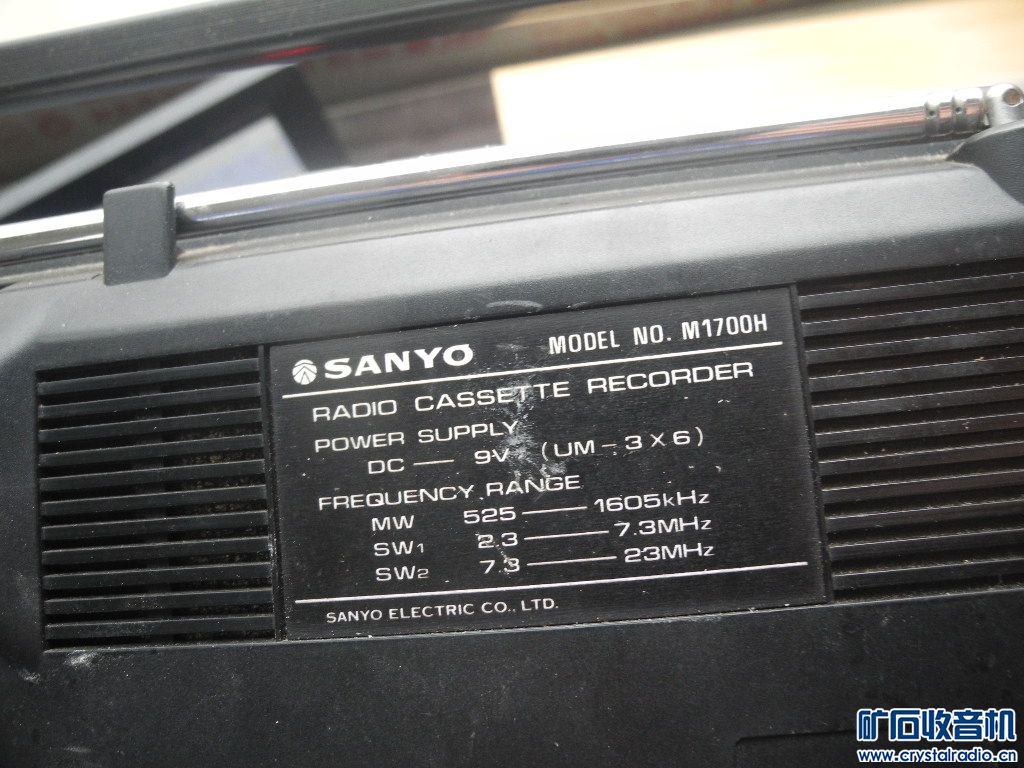 SANYO MODEL NO. M1700H
RADIO CASSETTE RECORDER
POWER SUPPLY
DC — 9V (UM-3X6)
FREQUENCY RANGE
MW 525 — 1605kHz
SW1 2.3 — 7.3MHz
SW2 7.3 — 23MHz
SANYO ELECTRIC CO., LTD.
矿石收音机
www.crystalradio.cn